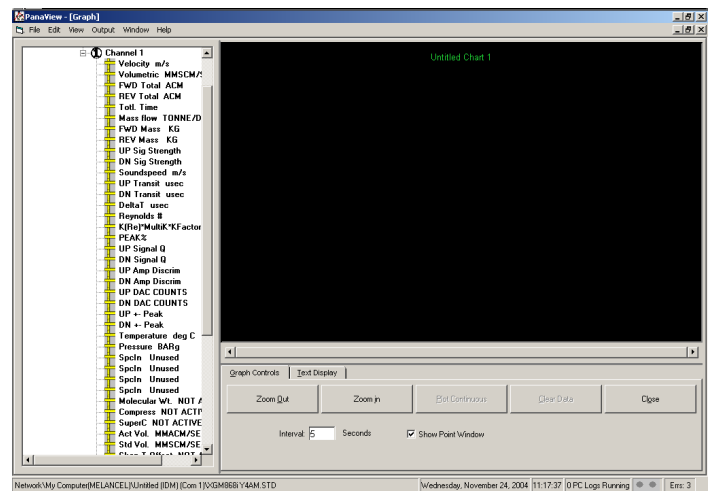 PanaView - [Graph]
File Edit View Output Window Help
Channel 1
Velocity m/s
Volumetric MMSCM/
FWD Total ACM
REV Total ACM
Totl. Time
Mass flow TONNE/D
FWD Mass KG
REV Mass KG
UP Sig Strength
DN Sig Strength
Soundspeed m/s
UP Transit usec
DN Transit usec
DeltaT usec
Reynolds #
K(Re)*MultiK*KFactor
PEAK%
UP Signal Q
DN Signal Q
UP Amp Discrim
DN Amp Discrim
UP DAC COUNTS
DN DAC COUNTS
UP +- Peak
DN +- Peak
Temperature deg C
Pressure BARg
SpcIn Unused
SpcIn Unused
SpcIn Unused
SpcIn Unused
Molecular Wt. NOT A
Compress NOT ACTI
SuperC NOT ACTIVE
Act Vol. MMACM/SE
Std Vol. MMSCM/SE
Untitled Chart 1
Graph Controls Text Display
Zoom Out Zoom in Plot Continuous Clear Data Close
Interval: 5 Seconds Show Point Window
Network\My Computer(MELANCEL)\Untitled (IDM) (Com 1)\XGM868i Y4AM.STD Wednesday, November 24, 2004 11:17:37 0 PC Logs Running Errs: 3